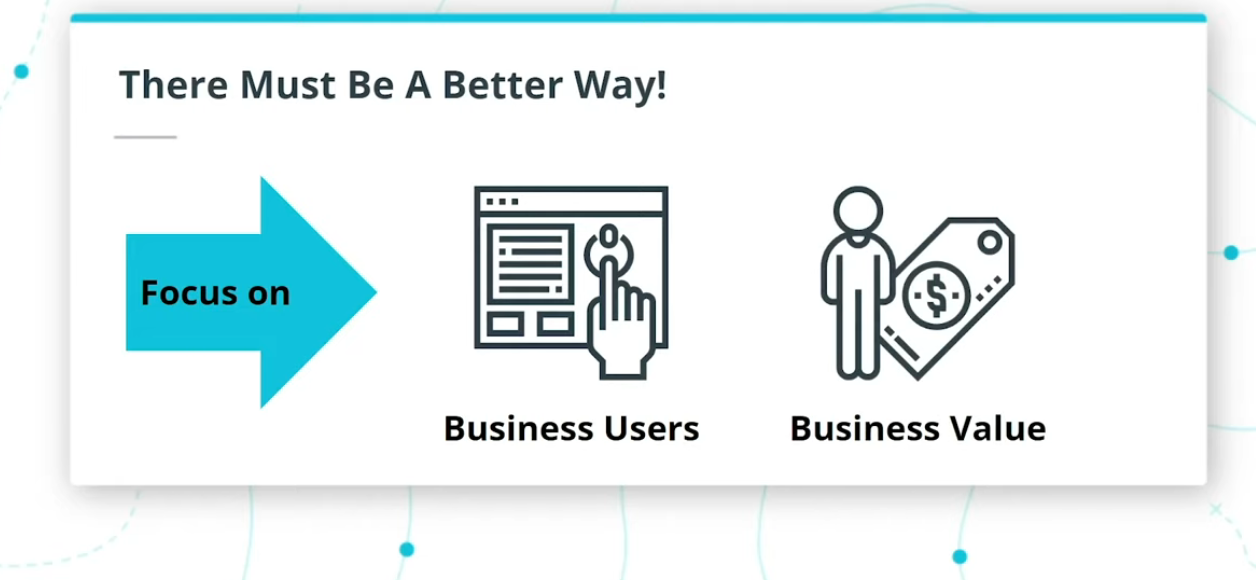 There Must Be A Better Way!
Focus on
Business Users
Business Value